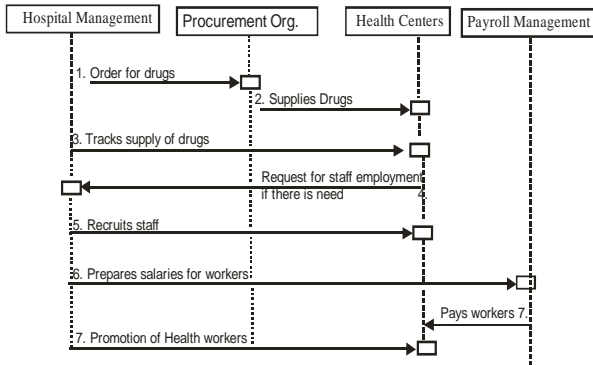 Hospital Management
Procurement Org.
Health Centers
Payroll Management
1. Order for drugs
2. Supplies Drugs
3. Tracks supply of drugs
Request for staff employment
if there is need
4.
5. Recruits staff
6. Prepares salaries for workers
Pays workers 7.
7. Promotion of Health workers